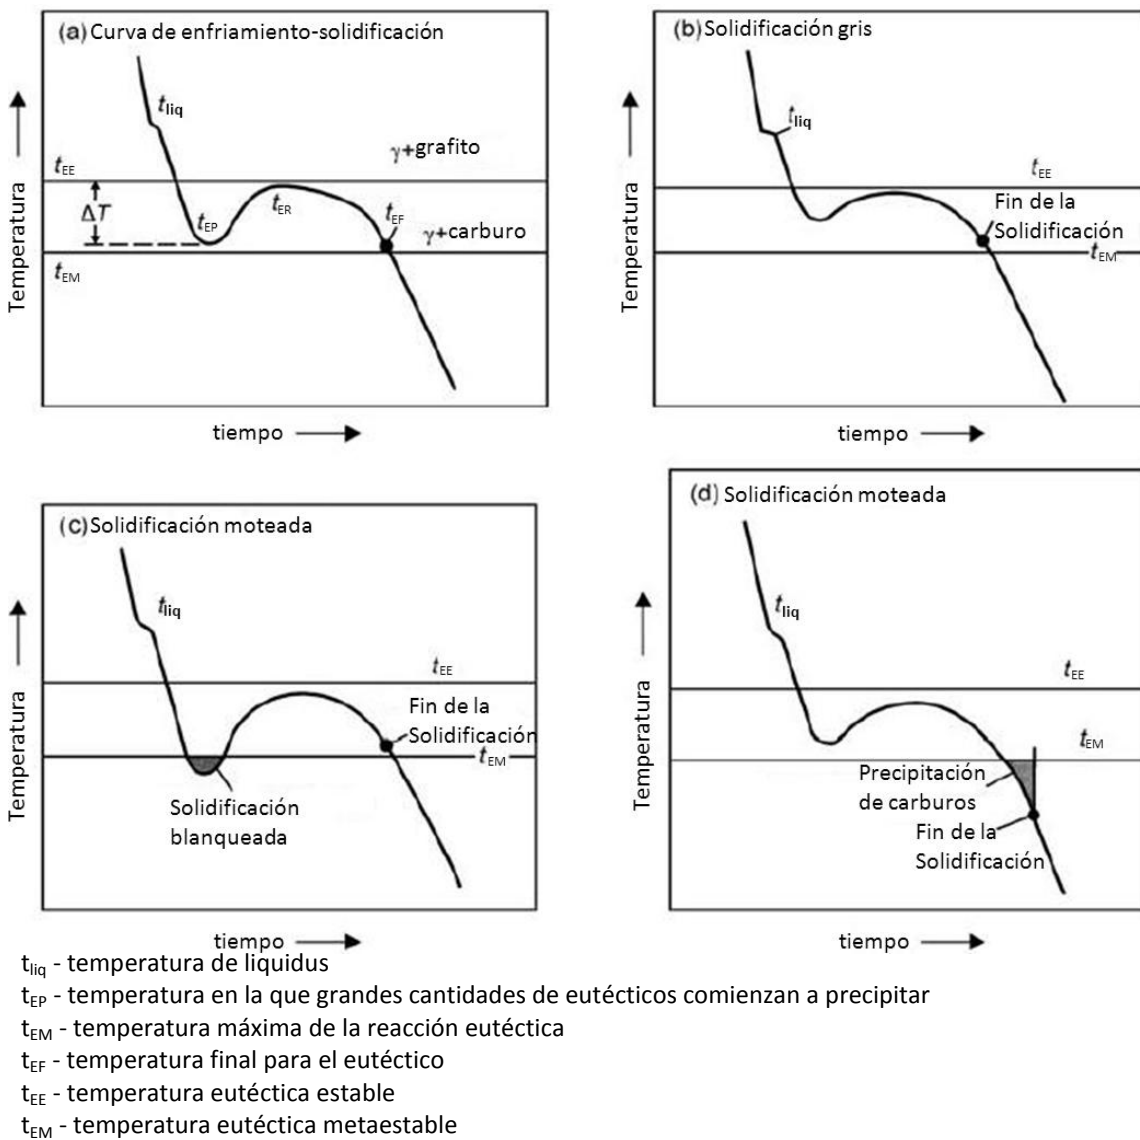 (a) Curva de enfriamiento-solidificación
t_liq
γ+grafito
t_EE
ΔT
t_EP
t_ER
t_EF
γ+carburo
t_EM
Temperatura
tiempo
(b) Solidificación gris
t_liq
t_EE
Fin de la
Solidificación
t_EM
Temperatura
tiempo
(c) Solidificación moteada
t_liq
t_EE
Fin de la
Solidificación
t_EM
Solidificación
blanqueada
Temperatura
tiempo
(d) Solidificación moteada
t_liq
t_EE
t_EM
Precipitación
de carburos
Fin de la
Solidificación
Temperatura
tiempo
t_liq - temperatura de liquidus
t_EP - temperatura en la que grandes cantidades de eutécticos comienzan a precipitar
t_EM - temperatura máxima de la reacción eutéctica
t_EF - temperatura final para el eutéctico
t_EE - temperatura eutéctica estable
t_EM - temperatura eutéctica metaestable